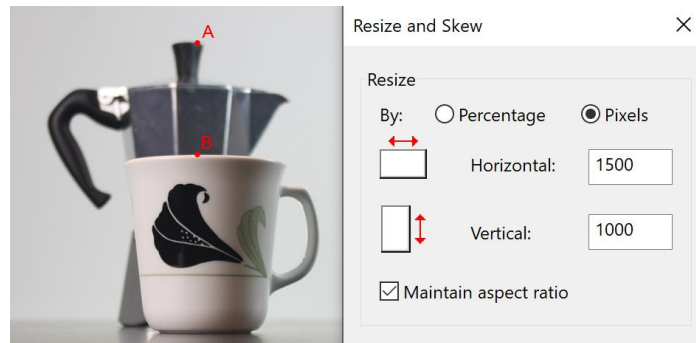 A
B
Resize and Skew
Resize
By: Percentage Pixels
Horizontal: 1500
Vertical: 1000
Maintain aspect ratio